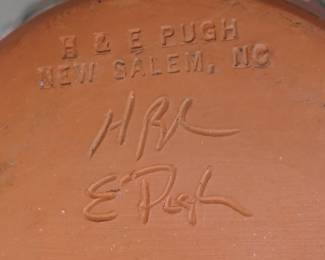 B & E PUGH
NEW SALEM, NC
E Pugh